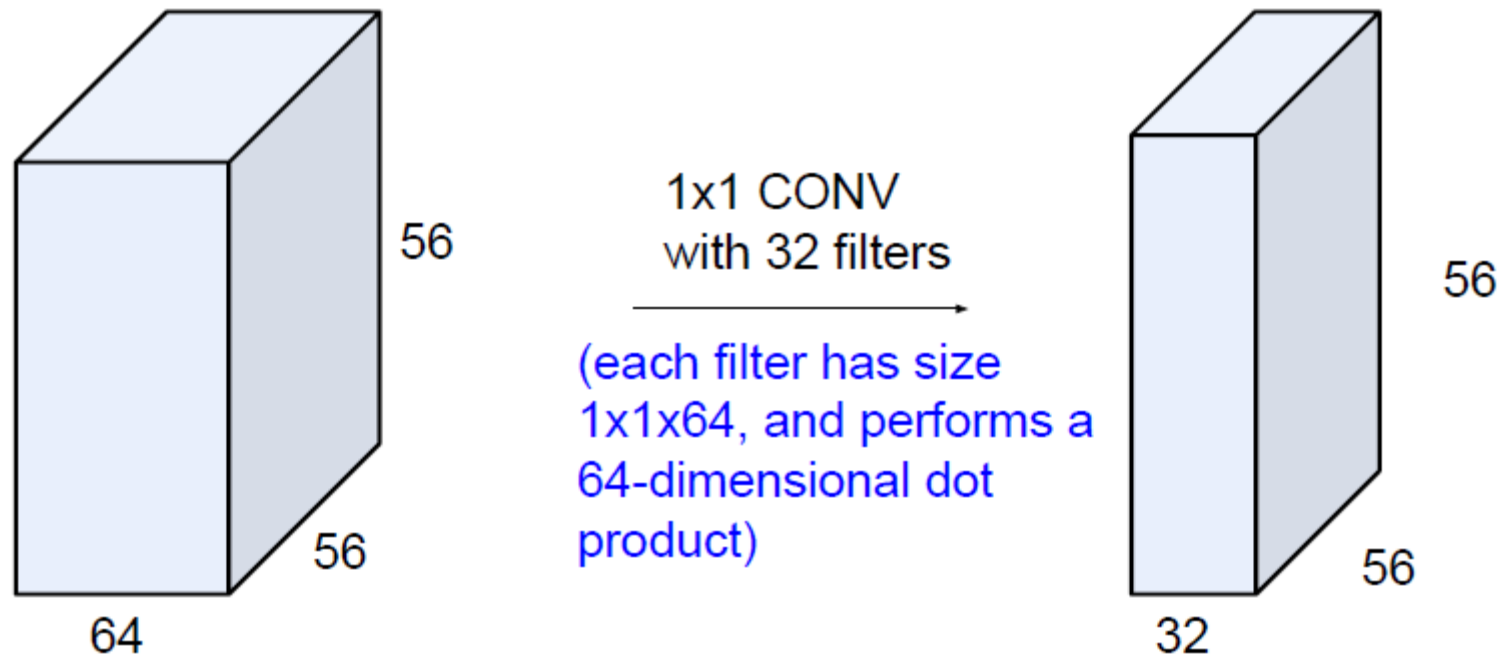 56
56
64
1x1 CONV
with 32 filters
(each filter has size
1x1x64, and performs a
64-dimensional dot
product)
56
56
32